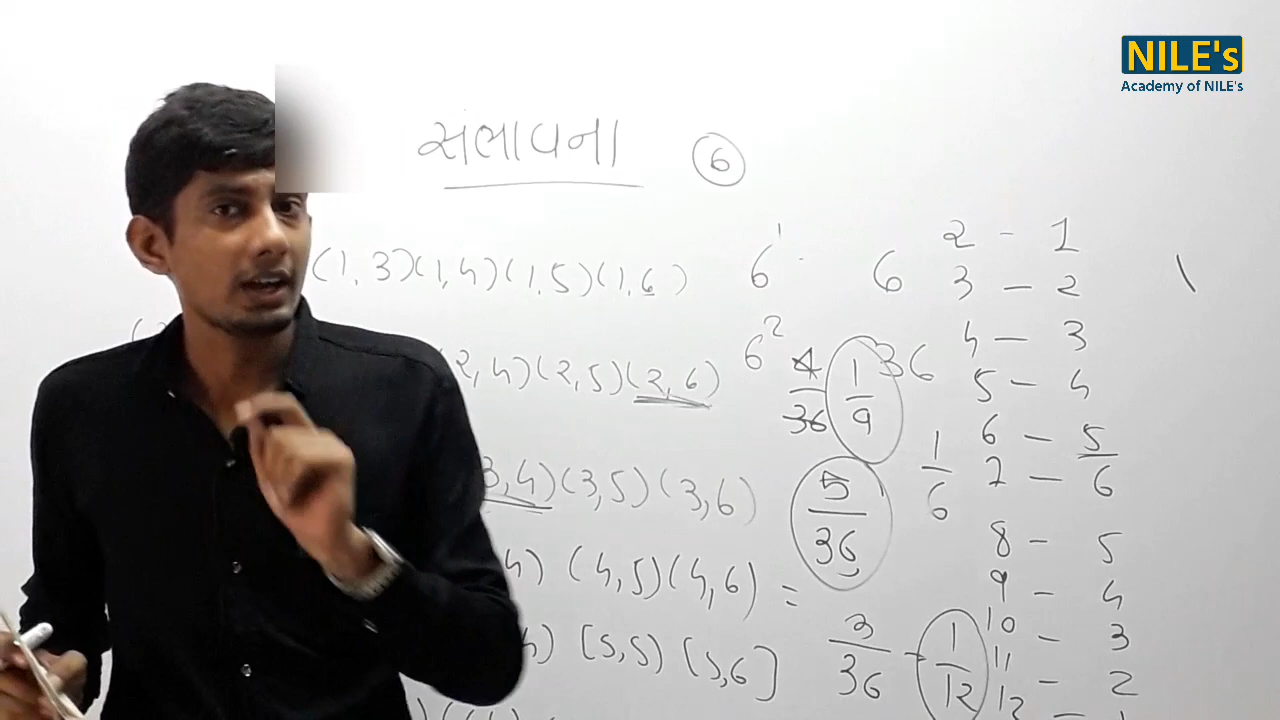 NILE's
Academy of NILE's
સંભાવના 6
(1,3)(1,4)(1,5)(1,6)
2,4)(2,5)(2,6)
3,4)(3,5)(3,6)
4) (4,5)(4,6) =
(5,5) (5,6]
6¹ 6
6² 36
4/36 1/9
5/36
1/6
3/36 - 1/12
2 - 1
3 - 2
4 - 3
5 - 4
6 - 5
7 - 6
8 - 5
9 - 4
10 - 3
11 - 2
12 - 1